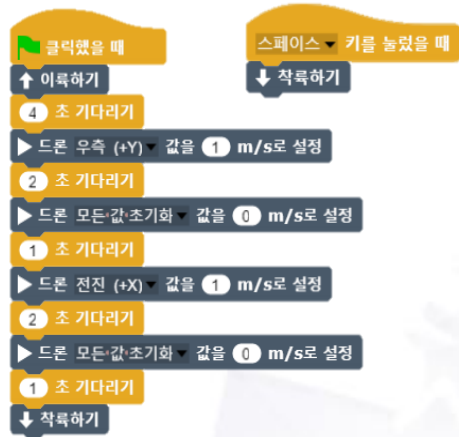 클릭했을 때
이륙하기
4 초 기다리기
드론 우측 (+Y) 값을 1 m/s로 설정
2 초 기다리기
드론 모든 값 초기화 값을 0 m/s로 설정
1 초 기다리기
드론 전진 (+X) 값을 1 m/s로 설정
2 초 기다리기
드론 모든 값 초기화 값을 0 m/s로 설정
1 초 기다리기
착륙하기
스페이스 키를 눌렀을 때
착륙하기